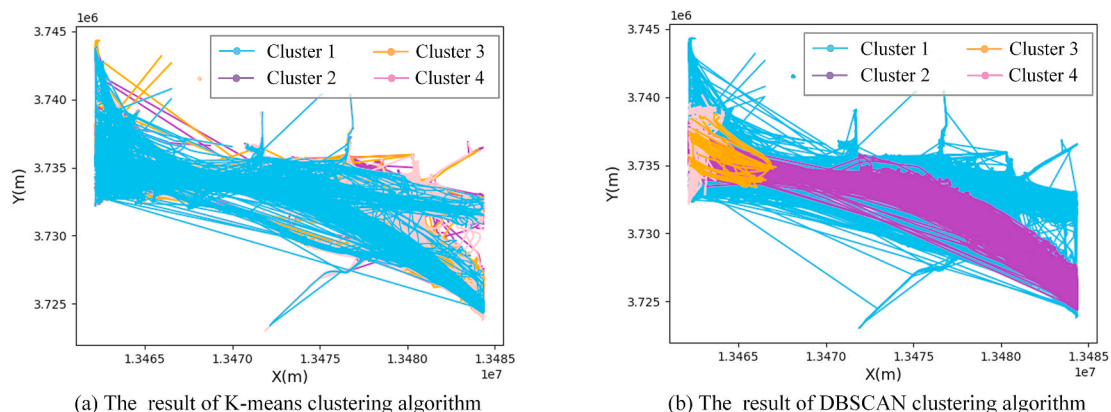 1e6
3.745
3.740
3.735
3.730
3.725
Y(m)
Cluster 1
Cluster 3
Cluster 2
Cluster 4
1.3465
1.3470
1.3475
1.3480
1.3485
X(m)
1e7
(a) The result of K-means clustering algorithm
1e6
3.745
3.740
3.735
3.730
3.725
Y(m)
Cluster 1
Cluster 3
Cluster 2
Cluster 4
1.3465
1.3470
1.3475
1.3480
1.3485
X(m)
1e7
(b) The result of DBSCAN clustering algorithm